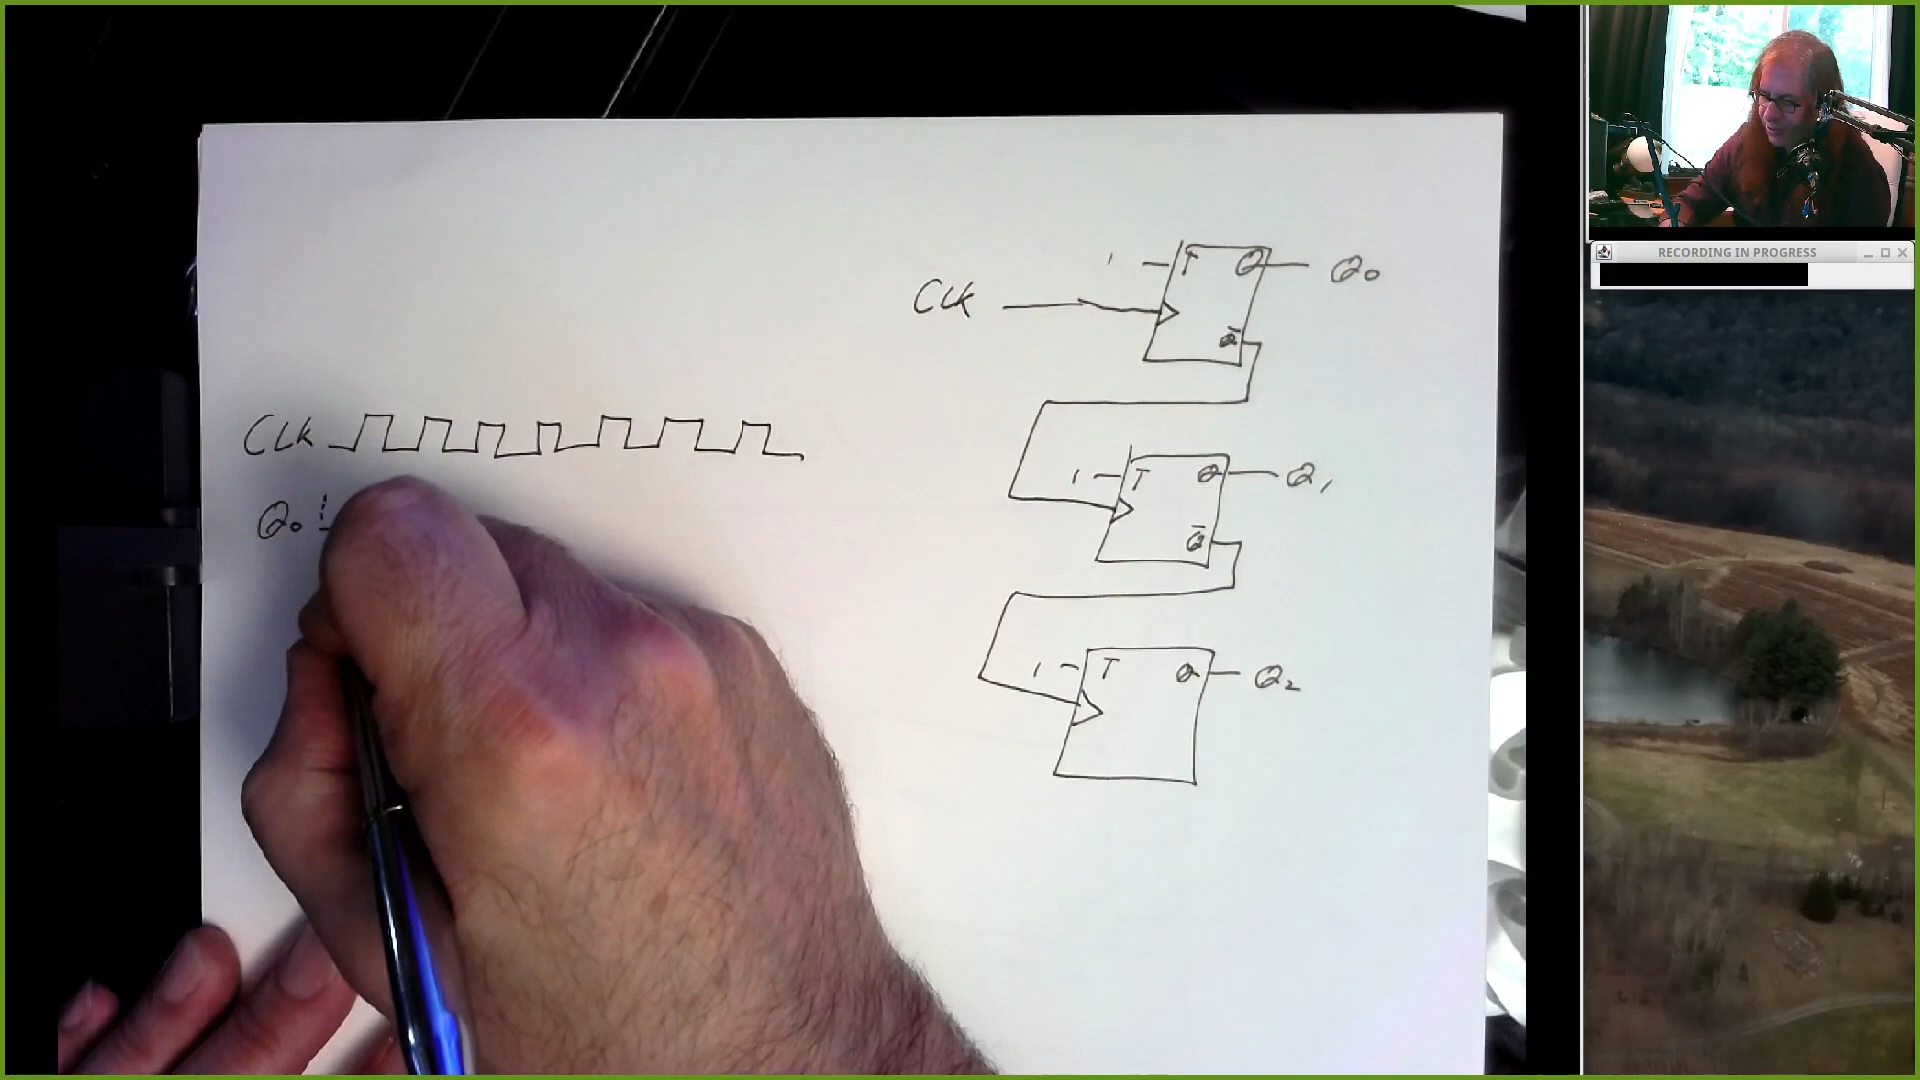 RECORDING IN PROGRESS
1 T Q Q0
Clk
Q̅
Clk
1 T Q Q1
Q0
Q̅
1 T Q Q2